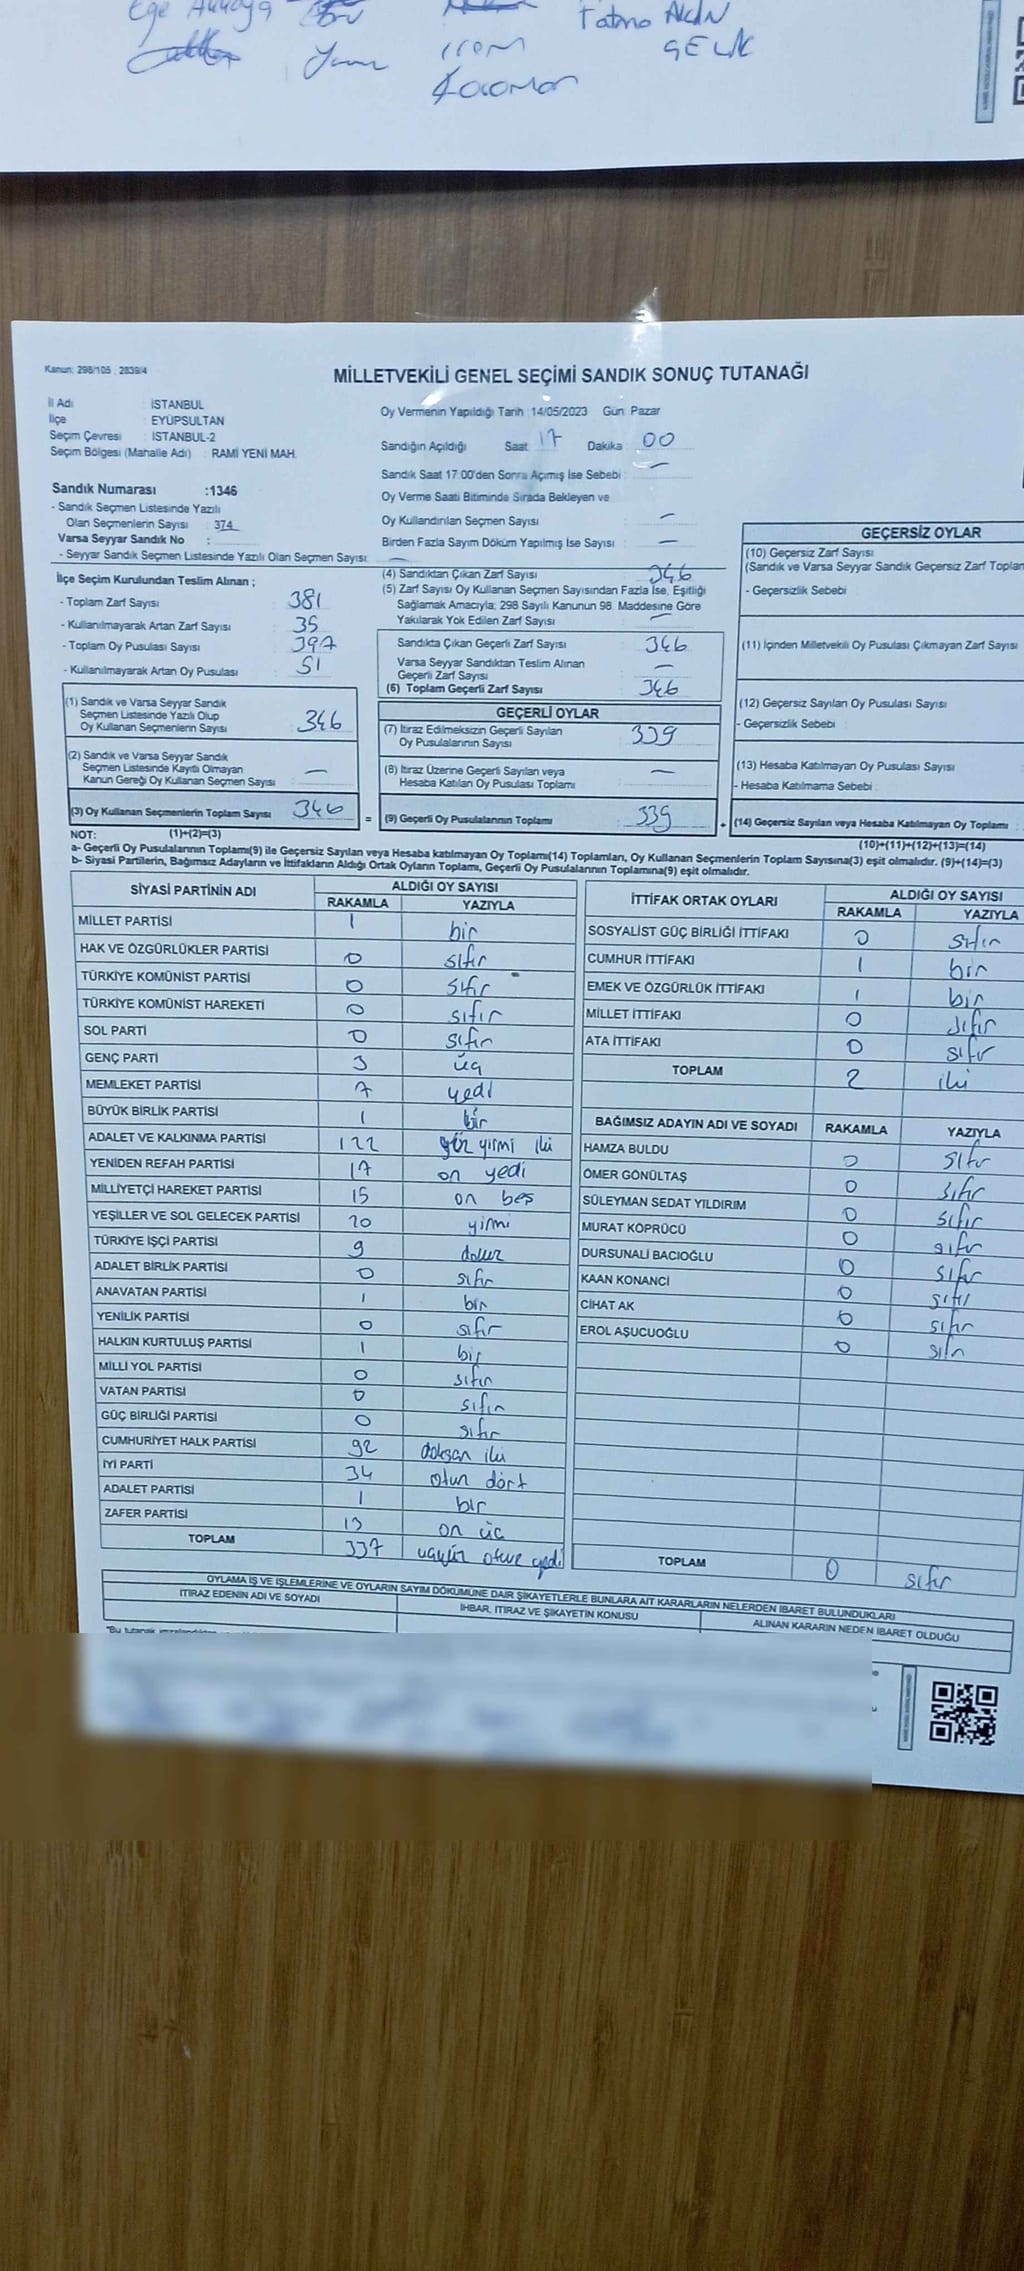 Ege
Fatma AKIN
Yavuz irem ÇELİK
Karaman
MİLLETVEKİLİ GENEL SEÇİMİ SANDIK SONUÇ TUTANAĞI
Kanun: 298/105 , 2839/4
İl Adı : İSTANBUL
İlçe : EYÜPSULTAN
Seçim Çevresi : İSTANBUL-2
Seçim Bölgesi (Mahalle Adı) : RAMİ YENİ MAH.
Sandık Numarası :1346
- Sandık Seçmen Listesinde Yazılı
Olan Seçmenlerin Sayısı : 374
Varsa Seyyar Sandık No :
- Seyyar Sandık Seçmen Listesinde Yazılı Olan Seçmen Sayısı: —
Oy Vermenin Yapıldığı Tarih :14/05/2023 Gün: Pazar
Sandığın Açıldığı Saat 17 Dakika : 00
Sandık Saat 17:00'den Sonra Açımış İse Sebebi : —
Oy Verme Saati Bitiminde Sırada Bekleyen ve
Oy Kullandırılan Seçmen Sayısı : —
Birden Fazla Sayım Döküm Yapılmış İse Sayısı : —
İlçe Seçim Kurulundan Teslim Alınan ;
- Toplam Zarf Sayısı : 381
- Kullanılmayarak Artan Zarf Sayısı : 35
- Toplam Oy Pusulası Sayısı : 397
- Kullanılmayarak Artan Oy Pusulası : 51
(1) Sandık ve Varsa Seyyar Sandık
Seçmen Listesinde Yazılı Olup
Oy Kullanan Seçmenlerin Sayısı : 346
(2) Sandık ve Varsa Seyyar Sandık
Seçmen Listesinde Kayıtlı Olmayan
Kanun Gereği Oy Kullanan Seçmen Sayısı : —
(3) Oy Kullanan Seçmenlerin Toplam Sayısı : 346 =
(4) Sandıktan Çıkan Zarf Sayısı : 346
(5) Zarf Sayısı Oy Kullanan Seçmen Sayısından Fazla İse, Eşitliği
Sağlamak Amacıyla; 298 Sayılı Kanunun 98. Maddesine Göre
Yakılarak Yok Edilen Zarf Sayısı : —
Sandıkta Çıkan Geçerli Zarf Sayısı : 346
Varsa Seyyar Sandıktan Teslim Alınan
Geçerli Zarf Sayısı : —
(6) Toplam Geçerli Zarf Sayısı : 346
GEÇERLİ OYLAR
(7) İtiraz Edilmeksizin Geçerli Sayılan
Oy Pusulalarının Sayısı : 339
(8) İtiraz Üzerine Geçerli Sayılan veya
Hesaba Katılan Oy Pusulası Toplamı : —
(9) Geçerli Oy Pusulalarının Toplamı : 339 +
GEÇERSİZ OYLAR
(10) Geçersiz Zarf Sayısı
(Sandık ve Varsa Seyyar Sandık Geçersiz Zarf
- Geçersizlik Sebebi :
(11) İçinden Milletvekili Oy Pusulası Çıkmayan Zarf Sayısı
(12) Geçersiz Sayılan Oy Pusulası Sayısı
- Geçersizlik Sebebi :
(13) Hesaba Katılmayan Oy Pusulası Sayısı
- Hesaba Katılmama Sebebi :
(14) Geçersiz Sayılan veya Hesaba Katılmayan Oy Toplamı :
NOT: (1)+(2)=(3) (10)+(11)+(12)+(13)=(14)
a- Geçerli Oy Pusulalarının Toplamı(9) ile Geçersiz Sayılan veya Hesaba katılmayan Oy Toplamı(14) Toplamları, Oy Kullanan Seçmenlerin Toplam Sayısına(3) eşit olmalıdır. (9)+(14)=(3)
b- Siyasi Partilerin, Bağımsız Adayların ve İttifakların Aldığı Ortak Oyların Toplamı, Geçerli Oy Pusulalarının Toplamına(9) eşit olmalıdır.
SİYASİ PARTİNİN ADI ALDIĞI OY SAYISI
RAKAMLA YAZIYLA
MİLLET PARTİSİ 1 bir
HAK VE ÖZGÜRLÜKLER PARTİSİ 0 sıfır
TÜRKİYE KOMÜNİST PARTİSİ 0 sıfır
TÜRKİYE KOMÜNİST HAREKETİ 0 sıfır
SOL PARTİ 0 sıfır
GENÇ PARTİ 3 üç
MEMLEKET PARTİSİ 7 yedi
BÜYÜK BİRLİK PARTİSİ 1 bir
ADALET VE KALKINMA PARTİSİ 122 yüz yirmi iki
YENİDEN REFAH PARTİSİ 17 on yedi
MİLLİYETÇİ HAREKET PARTİSİ 15 on beş
YEŞİLLER VE SOL GELECEK PARTİSİ 20 yirmi
TÜRKİYE İŞÇİ PARTİSİ 9 dokuz
ADALET BİRLİK PARTİSİ 0 sıfır
ANAVATAN PARTİSİ 1 bir
YENİLİK PARTİSİ 0 sıfır
HALKIN KURTULUŞ PARTİSİ 1 bir
MİLLİ YOL PARTİSİ 0 sıfır
VATAN PARTİSİ 0 sıfır
GÜÇ BİRLİĞİ PARTİSİ 0 sıfır
CUMHURİYET HALK PARTİSİ 92 doksan iki
İYİ PARTİ 34 otuz dört
ADALET PARTİSİ 1 bir
ZAFER PARTİSİ 13 on üç
TOPLAM 337 üçyüz otuz yedi
İTTİFAK ORTAK OYLARI ALDIĞI OY SAYISI
RAKAMLA YAZIYLA
SOSYALİST GÜÇ BİRLİĞİ İTTİFAKI 0 sıfır
CUMHUR İTTİFAKI 1 bir
EMEK VE ÖZGÜRLÜK İTTİFAKI 1 bir
MİLLET İTTİFAKI 0 sıfır
ATA İTTİFAKI 0 sıfır
TOPLAM 2 iki
BAĞIMSIZ ADAYIN ADI VE SOYADI RAKAMLA YAZIYLA
HAMZA BULDU 0 sıfır
ÖMER GÖNÜLTAŞ 0 sıfır
SÜLEYMAN SEDAT YILDIRIM 0 sıfır
MURAT KÖPRÜCÜ 0 sıfır
DURSUNALİ BACIOĞLU 0 sıfır
KAAN KONANCİ 0 sıfır
CİHAT AK 0 sıfır
EROL AŞUCUOĞLU 0 sıfır
TOPLAM 0 sıfır
OYLAMA İŞ VE İŞLEMLERİNE VE OYLARIN SAYIM DÖKÜMÜNE DAİR ŞİKAYETLERLE BUNLARA AİT KARARLARIN NELERDEN İBARET BULUNDUKLARI
İTİRAZ EDENİN ADI VE SOYADI İHBAR, İTİRAZ VE ŞİKAYETİN KONUSU ALINAN KARARIN NEDEN İBARET OLDUĞU